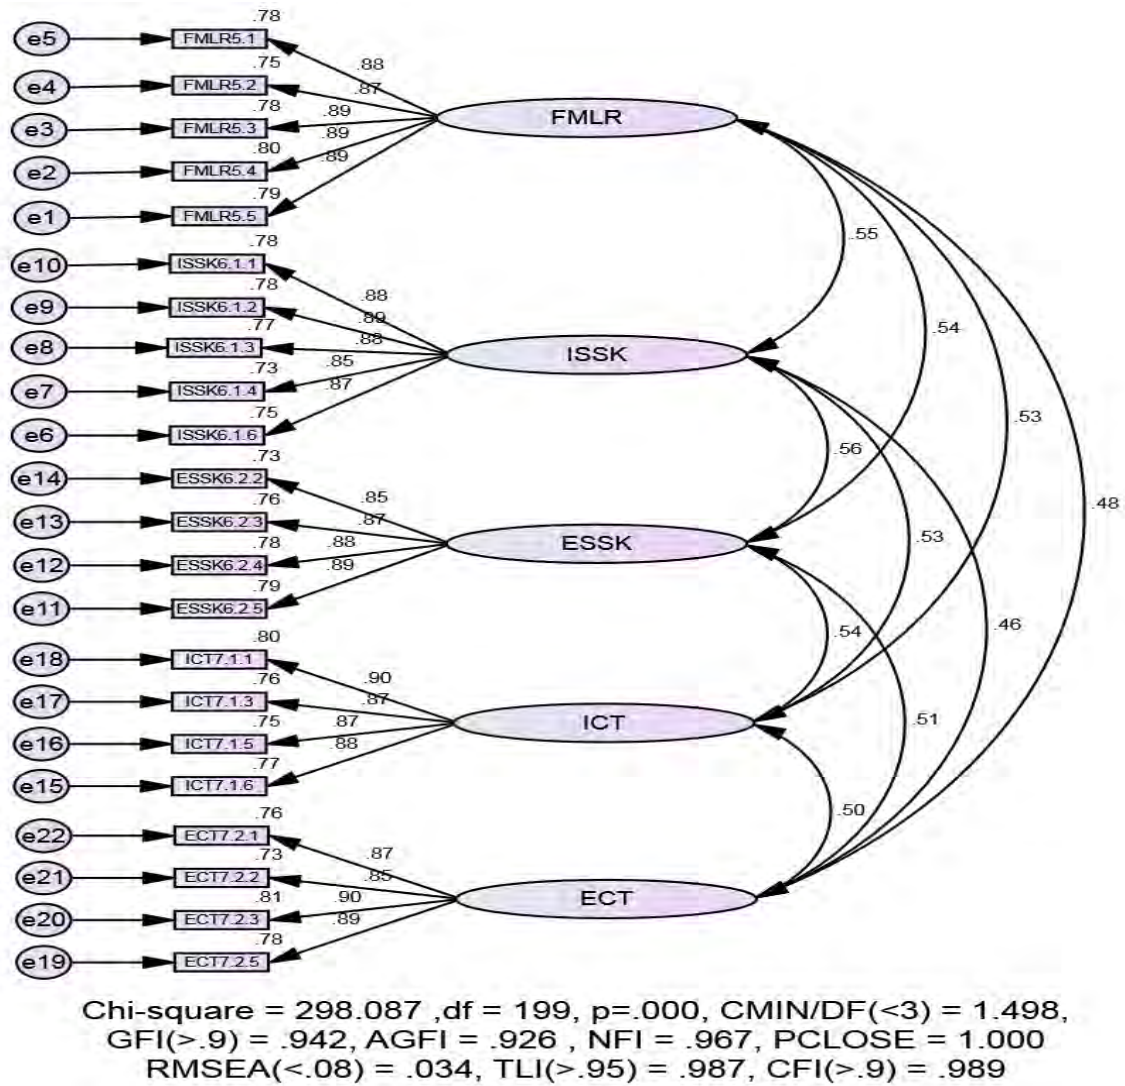 .78
e5 FMLR5.1
.88
.75
e4 FMLR5.2
.87
.78
e3 FMLR5.3
.89
FMLR
.80
.89
e2 FMLR5.4
.89
.79
e1 FMLR5.5
.55
.78
e10 ISSK6.1.1
.78
.88
e9 ISSK6.1.2
.89
.77
.88
e8 ISSK6.1.3
ISSK
.54
.73
.85
e7 ISSK6.1.4
.87
.75
e6 ISSK6.1.6
.53
.56
.73
e14 ESSK6.2.2
.85
.76
e13 ESSK6.2.3
.87
.48
.78
.88
ESSK
.53
e12 ESSK6.2.4
.89
.79
e11 ESSK6.2.5
.46
.54
.80
e18 ICT7.1.1
.90
.76
e17 ICT7.1.3
.87
.75
.87
ICT
.51
e16 ICT7.1.5
.88
.77
e15 ICT7.1.6
.50
.76
e22 ECT7.2.1
.87
.73
e21 ECT7.2.2
.85
.81
.90
ECT
e20 ECT7.2.3
.89
.78
e19 ECT7.2.5
Chi-square = 298.087 ,df = 199, p=.000, CMIN/DF(<3) = 1.498,
GFI(>.9) = .942, AGFI = .926 , NFI = .967, PCLOSE = 1.000
RMSEA(<.08) = .034, TLI(>.95) = .987, CFI(>.9) = .989